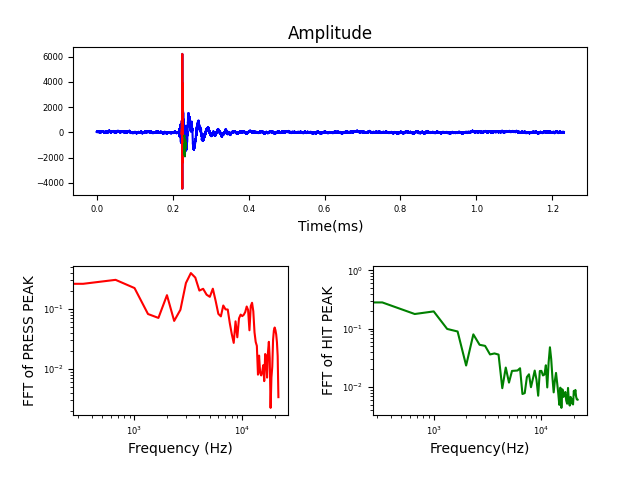 Amplitude
6000
4000
2000
0
−2000
−4000
0.0 0.2 0.4 0.6 0.8 1.0 1.2
Time(ms)
FFT of PRESS PEAK
10⁻¹
10⁻²
10³ 10⁴
Frequency (Hz)
FFT of HIT PEAK
10⁰
10⁻¹
10⁻²
10³ 10⁴
Frequency(Hz)